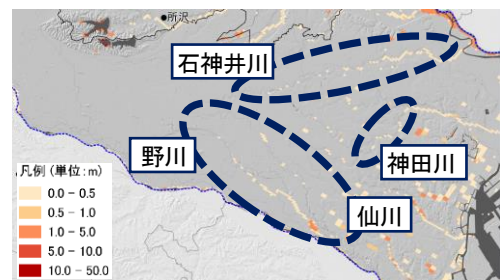 所沢
石神井川
野川
神田川
仙川
凡例 (単位:m)
0.0 – 0.5
0.5 – 1.0
1.0 – 5.0
5.0 – 10.0
10.0 – 50.0